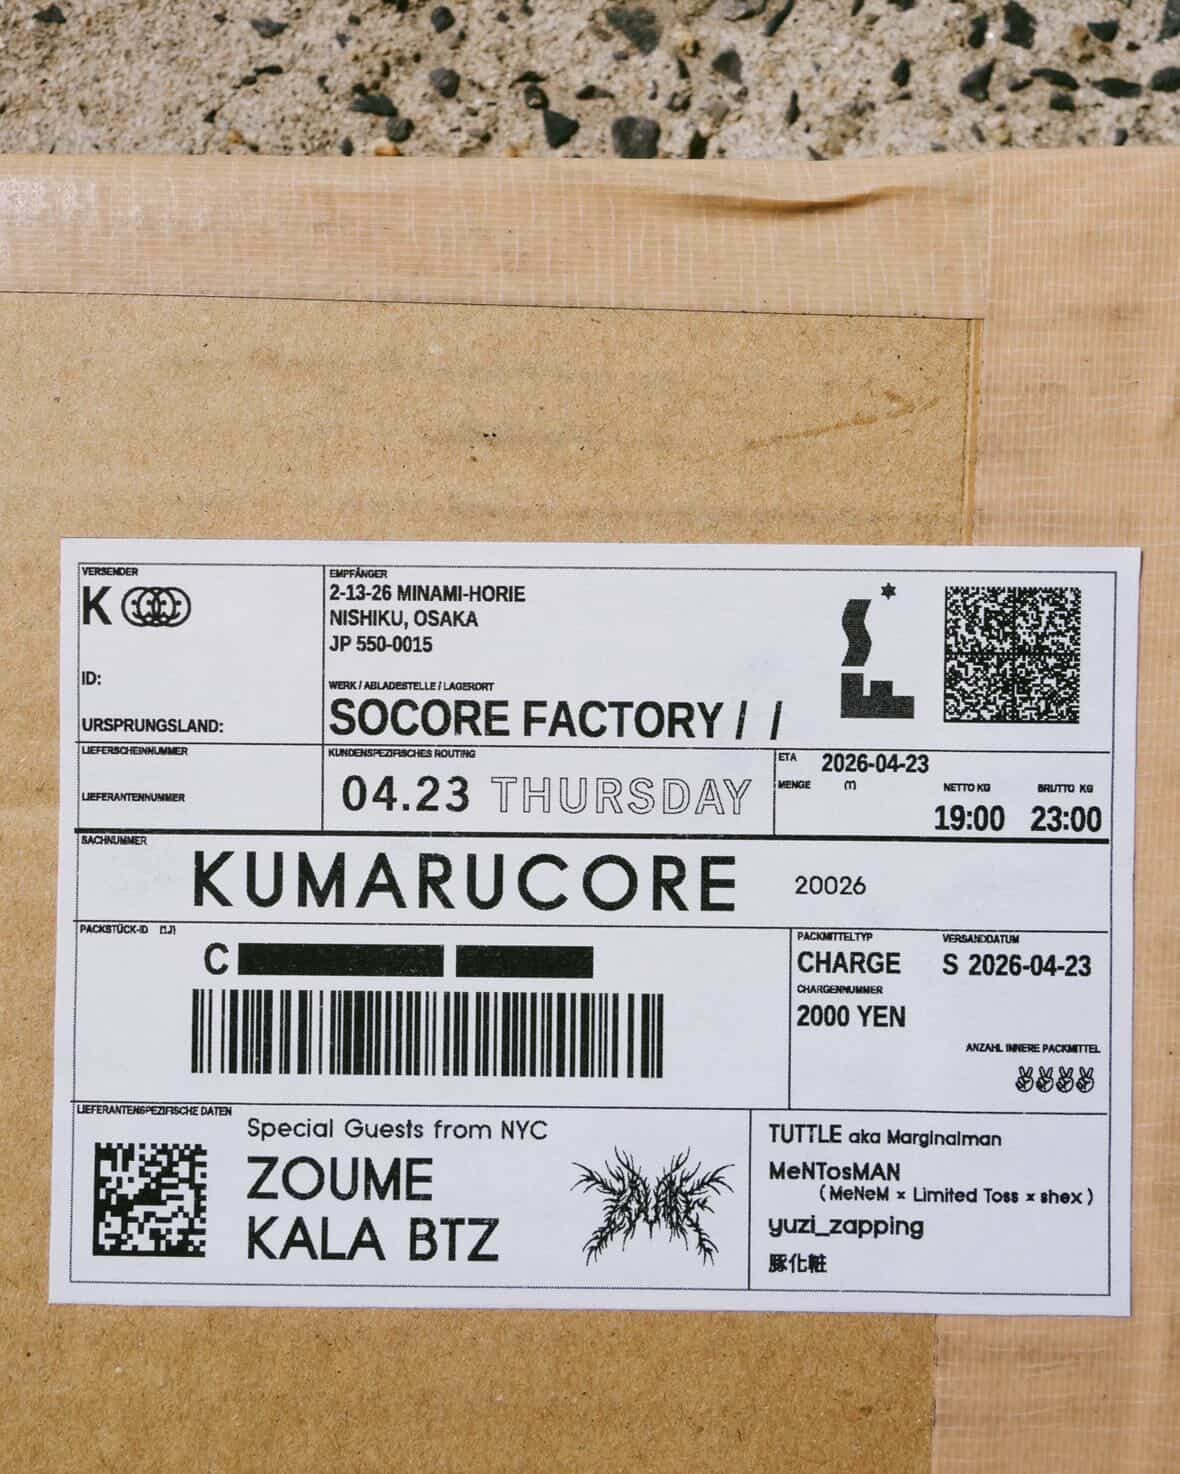 VERSENDER
K
ID:
URSPRUNGSLAND:
EMPFÄNGER
2-13-26 MINAMI-HORIE
NISHIKU, OSAKA
JP 550-0015
WERK / ABLADESTELLE / LAGERORT
SOCORE FACTORY / /
S*F
LIEFERSCHEINNUMMER
LIEFERANTENNUMMER
KUNDENSPEZIFISCHES ROUTING
04.23 THURSDAY
ETA 2026-04-23
MENGE (1)
NETTO KG
19:00
BRUTTO KG
23:00
SACHNUMMER
KUMARUCORE 20026
PACKSTÜCK-ID (1J)
C
PACKMITTELTYP
CHARGE
VERSANDDATUM
S 2026-04-23
CHARGENNUMMER
2000 YEN
ANZAHL INNERE PACKMITTEL
✌✌✌✌
LIEFERANTENSPEZIFISCHE DATEN
Special Guests from NYC
ZOUME
KALA BTZ
TUTTLE aka Marginalman
MeNTosMAN
(MeNeM × Limited Toss × shex)
yuzi_zapping
豚化粧